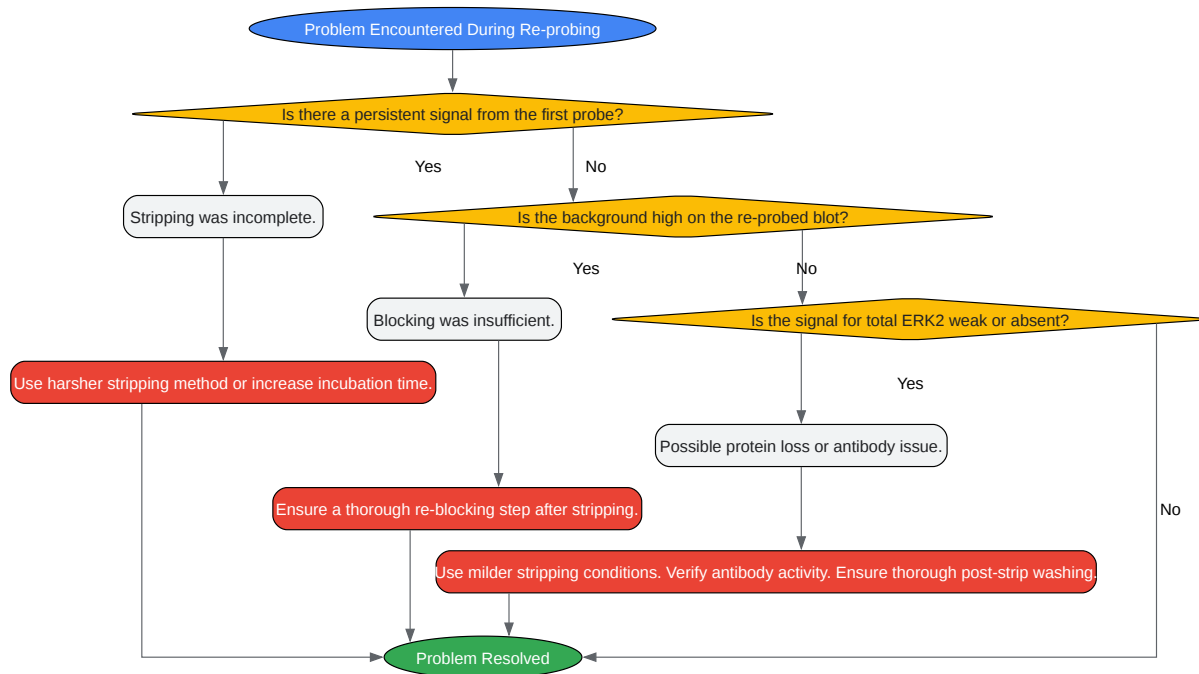 Problem Encountered During Re-probing
Is there a persistent signal from the first probe?
Yes
No
Stripping was incomplete.
Is the background high on the re-probed blot?
Yes
No
Blocking was insufficient.
Is the signal for total ERK2 weak or absent?
Use harsher stripping method or increase incubation time.
Yes
Possible protein loss or antibody issue.
Ensure a thorough re-blocking step after stripping.
No
Use milder stripping conditions. Verify antibody activity. Ensure thorough post-strip washing.
Problem Resolved